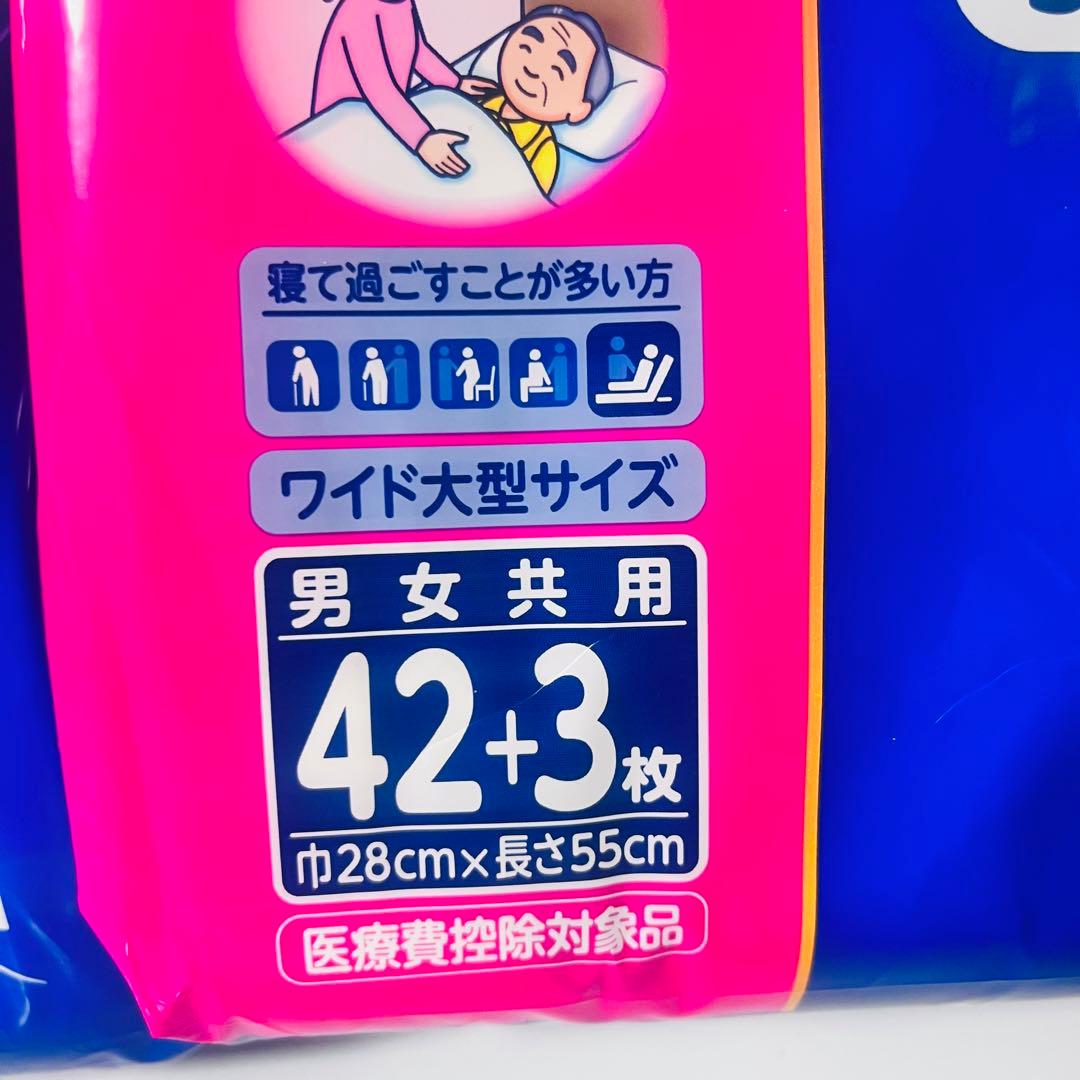 寝て過ごすことが多い方
ワイド大型サイズ
男女共用
42+3枚
巾28cm×長さ55cm
医療費控除対象品